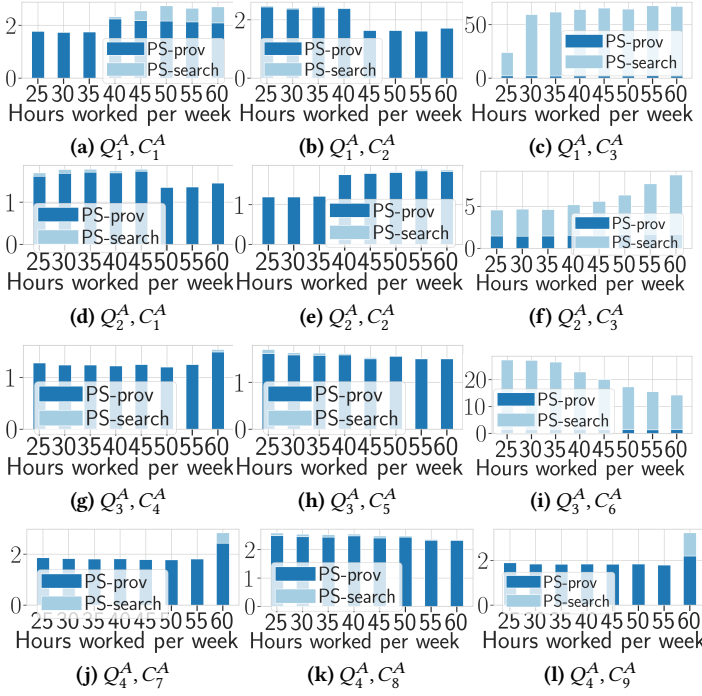 2
0
PS-prov
PS-search
25 30 35 40 45 50 55 60
Hours worked per week
(a) Q₁ᴬ, C₁ᴬ
2
0
PS-prov
PS-search
25 30 35 40 45 50 55 60
Hours worked per week
(b) Q₁ᴬ, C₂ᴬ
50
0
PS-prov
PS-search
25 30 35 40 45 50 55 60
Hours worked per week
(c) Q₁ᴬ, C₃ᴬ
1
0
PS-prov
PS-search
25 30 35 40 45 50 55 60
Hours worked per week
(d) Q₂ᴬ, C₁ᴬ
1
0
PS-prov
PS-search
25 30 35 40 45 50 55 60
Hours worked per week
(e) Q₂ᴬ, C₂ᴬ
5
0
PS-prov
PS-search
25 30 35 40 45 50 55 60
Hours worked per week
(f) Q₂ᴬ, C₃ᴬ
1
0
PS-prov
PS-search
25 30 35 40 45 50 55 60
Hours worked per week
(g) Q₃ᴬ, C₄ᴬ
1
0
PS-prov
PS-search
25 30 35 40 45 50 55 60
Hours worked per week
(h) Q₃ᴬ, C₅ᴬ
20
10
0
PS-prov
PS-search
25 30 35 40 45 50 55 60
Hours worked per week
(i) Q₃ᴬ, C₆ᴬ
2
0
PS-prov
PS-search
25 30 35 40 45 50 55 60
Hours worked per week
(j) Q₄ᴬ, C₇ᴬ
2
1
0
PS-prov
PS-search
25 30 35 40 45 50 55 60
Hours worked per week
(k) Q₄ᴬ, C₈ᴬ
2
0
PS-prov
PS-search
25 30 35 40 45 50 55 60
Hours worked per week
(l) Q₄ᴬ, C₉ᴬ